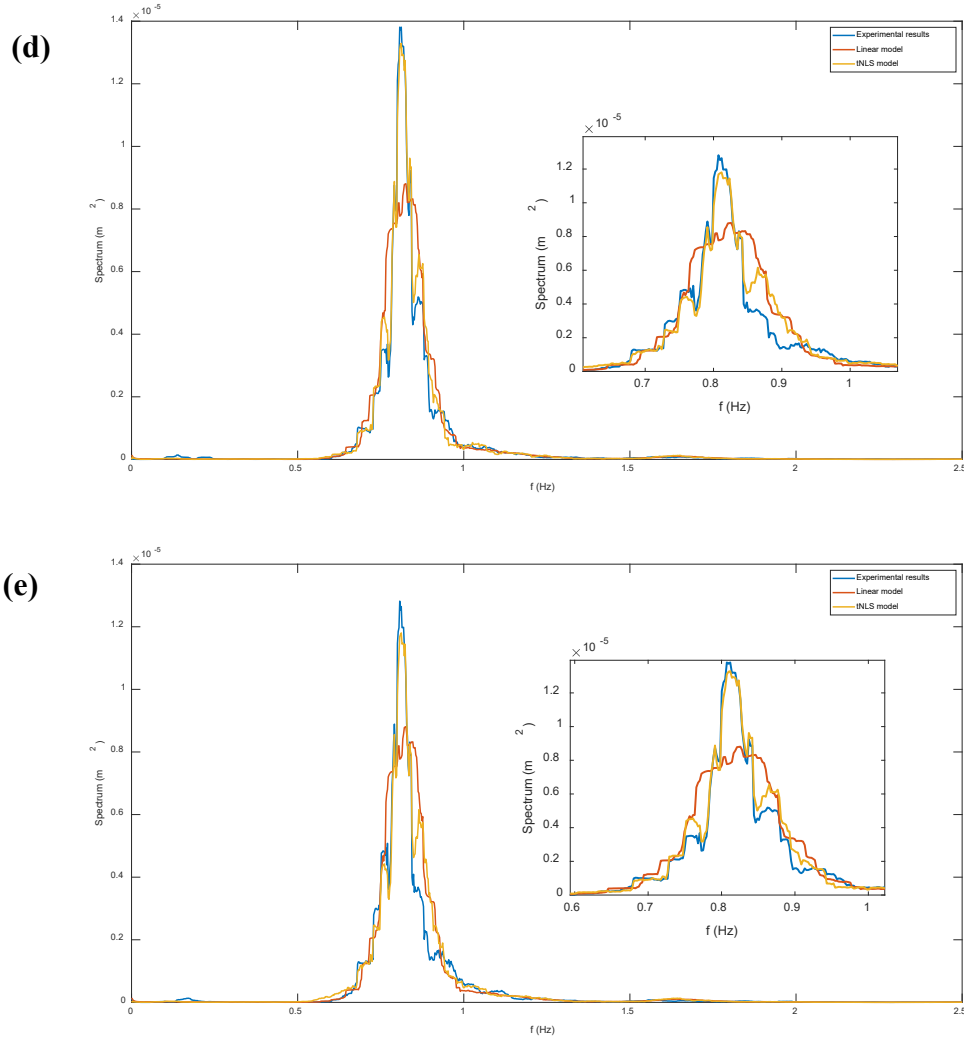 (d)
× 10 -5
Experimental results
Linear model
tNLS model
1.4
1.2
1
0.8
0.6
0.4
0.2
0
Spectrum (m 2 )
0 0.5 1 1.5 2 2.5
f (Hz)
× 10 -5
1.2
1
0.8
0.6
0.4
0.2
0
Spectrum (m 2 )
0.7 0.8 0.9 1
f (Hz)
(e)
× 10 -5
Experimental results
Linear model
tNLS model
1.4
1.2
1
0.8
0.6
0.4
0.2
0
Spectrum (m 2 )
0 0.5 1 1.5 2 2.5
f (Hz)
× 10 -5
1.2
1
0.8
0.6
0.4
0.2
0
Spectrum (m 2 )
0.6 0.7 0.8 0.9 1
f (Hz)